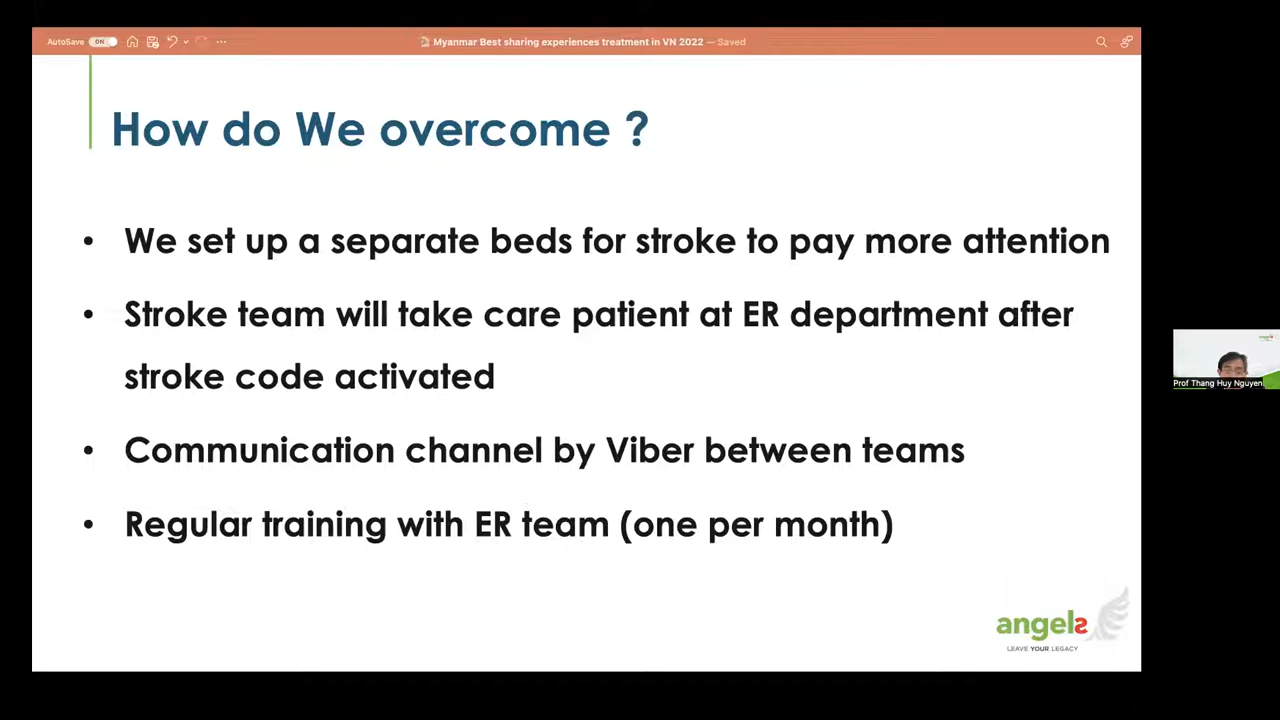 AutoSave ON
Myanmar Best sharing experiences treatment in VN 2022 — Saved
How do We overcome ?
• We set up a separate beds for stroke to pay more attention
• Stroke team will take care patient at ER department after
stroke code activated
• Communication channel by Viber between teams
• Regular training with ER team (one per month)
angels
LEAVE YOUR LEGACY
angels
Prof Thang Huy Nguyen